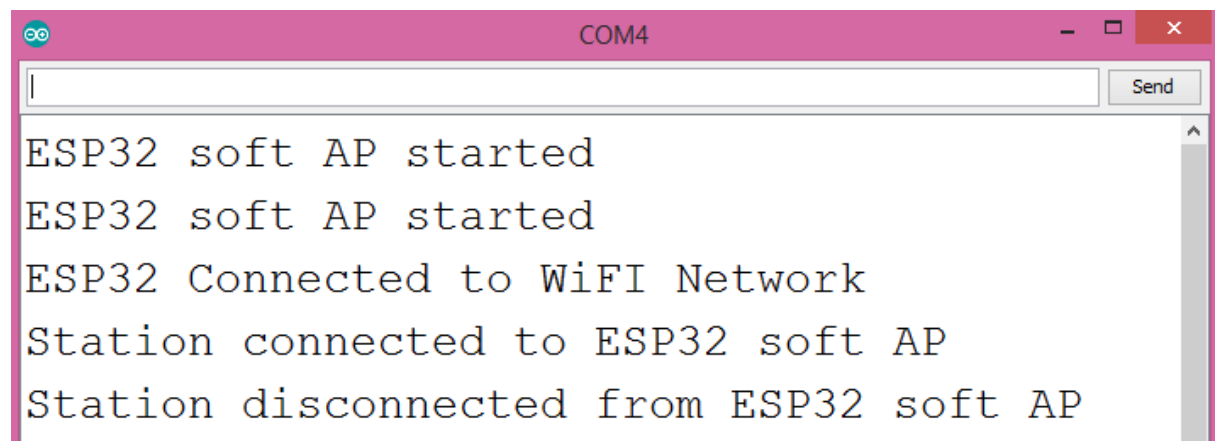 COM4
Send
ESP32 soft AP started
ESP32 soft AP started
ESP32 Connected to WiFI Network
Station connected to ESP32 soft AP
Station disconnected from ESP32 soft AP